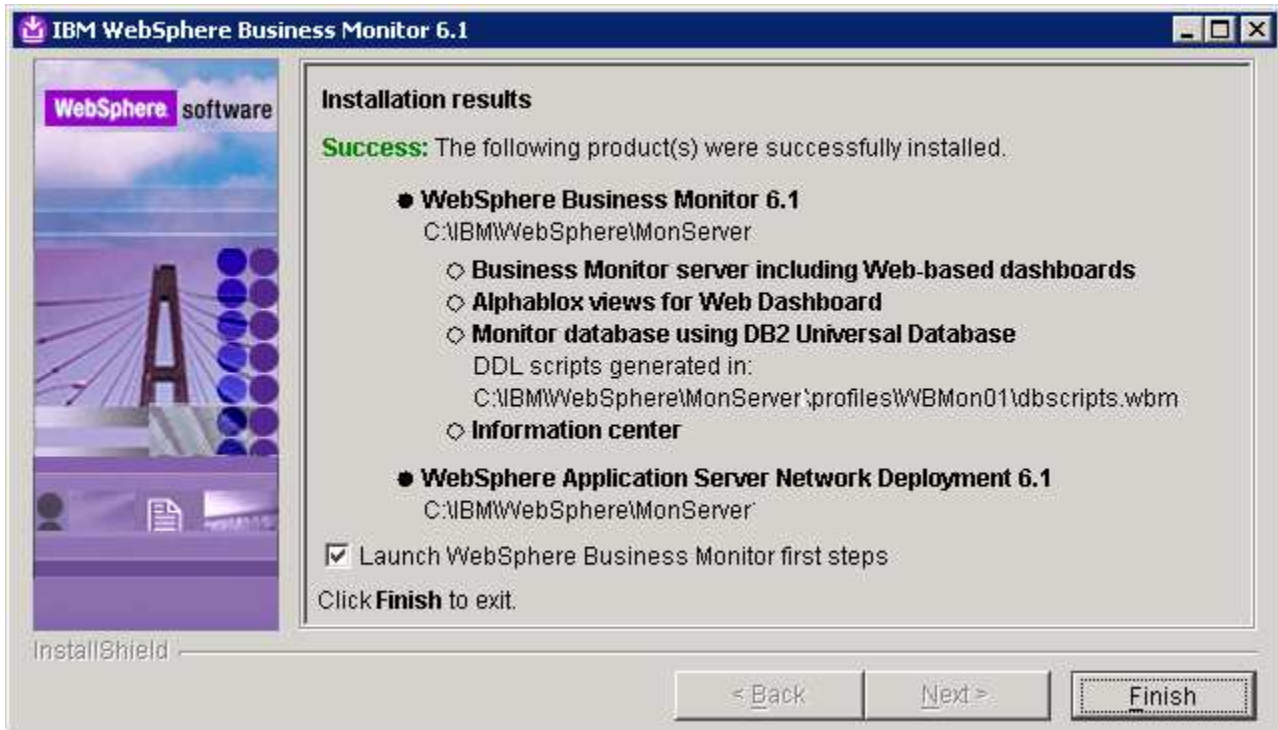 IBM WebSphere Business Monitor 6.1
WebSphere software
Installation results
Success: The following product(s) were successfully installed.
WebSphere Business Monitor 6.1
C:\IBM\WebSphere\MonServer
Business Monitor server including Web-based dashboards
Alphablox views for Web Dashboard
Monitor database using DB2 Universal Database
DDL scripts generated in:
C:\IBM\WebSphere\MonServer\profiles\WBMon01\dbscripts.wbm
Information center
WebSphere Application Server Network Deployment 6.1
C:\IBM\WebSphere\MonServer
Launch WebSphere Business Monitor first steps
Click Finish to exit.
InstallShield
< Back
Next >
Finish